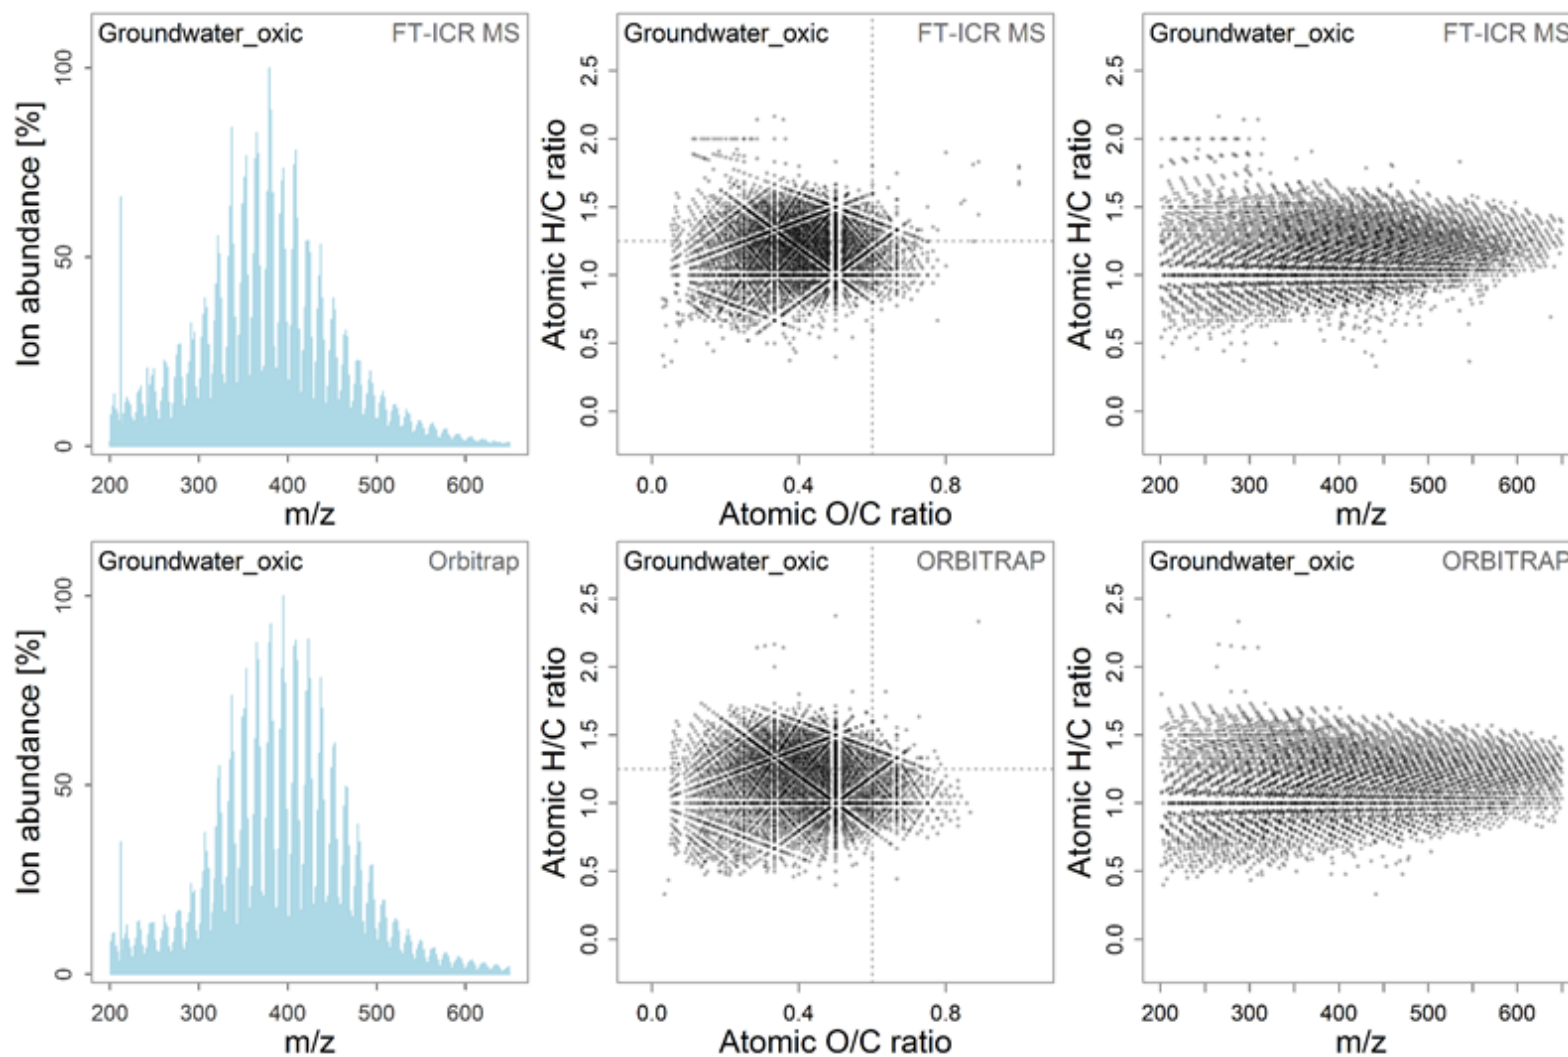 Groundwater_oxic FT-ICR MS
Ion abundance [%]
100
50
0
200 300 400 500 600
m/z
Groundwater_oxic FT-ICR MS
Atomic H/C ratio
2.5
2.0
1.5
1.0
0.5
0.0
0.0 0.4 0.8
Atomic O/C ratio
Groundwater_oxic FT-ICR MS
Atomic H/C ratio
2.5
2.0
1.5
1.0
0.5
0.0
200 300 400 500 600
m/z
Groundwater_oxic Orbitrap
Ion abundance [%]
100
50
0
200 300 400 500 600
m/z
Groundwater_oxic ORBITRAP
Atomic H/C ratio
2.5
2.0
1.5
1.0
0.5
0.0
0.0 0.4 0.8
Atomic O/C ratio
Groundwater_oxic ORBITRAP
Atomic H/C ratio
2.5
2.0
1.5
1.0
0.5
0.0
200 300 400 500 600
m/z